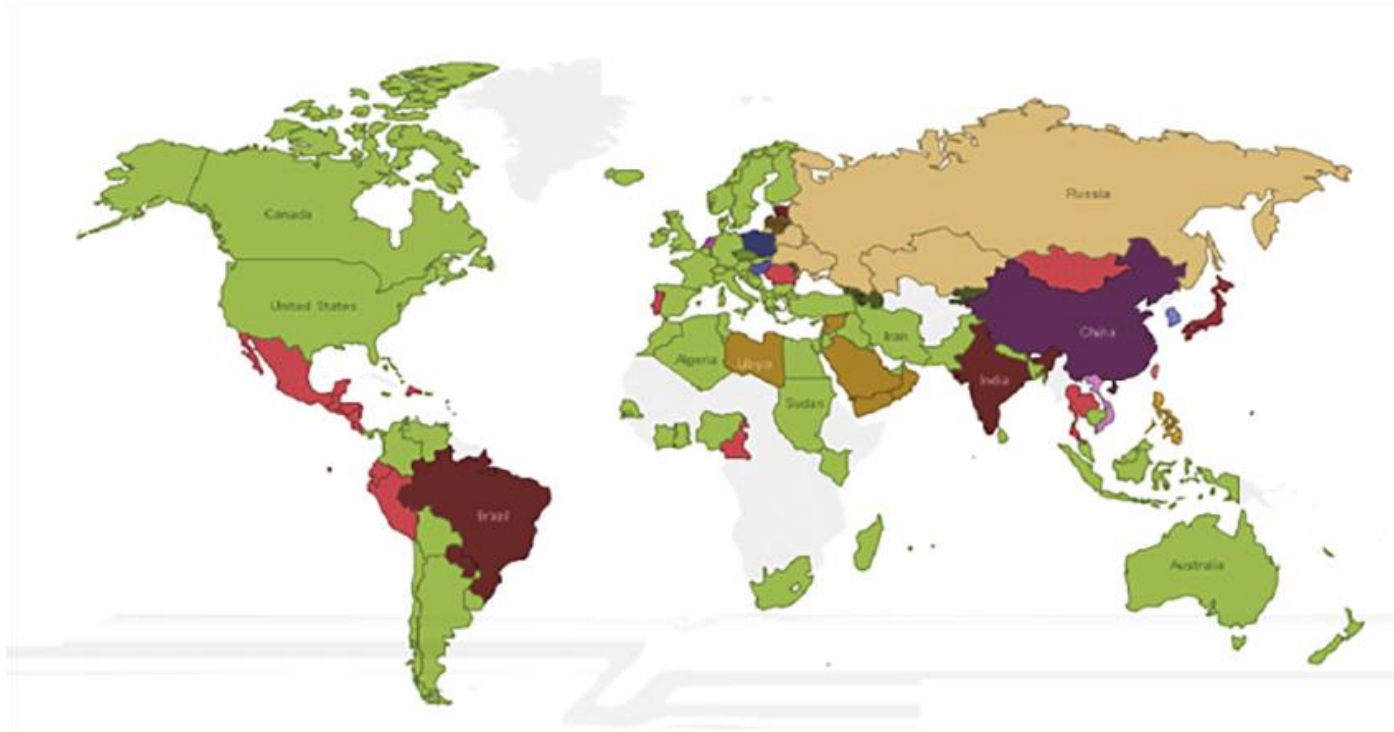 Canada
Russia
United States
China
Iran
Algeria
Libya
India
Sudan
Brazil
Australia